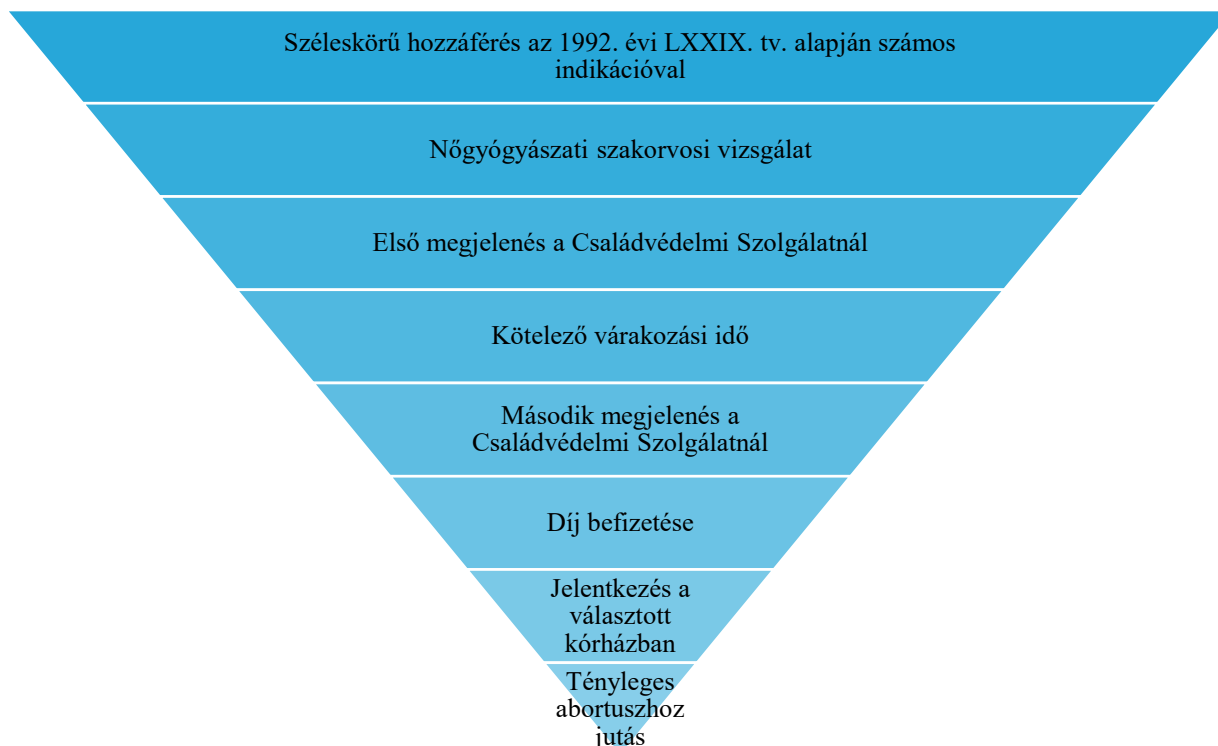 Széleskörű hozzáférés az 1992. évi LXXIX. tv. alapján számos
indikációval
Nőgyógyászati szakorvosi vizsgálat
Első megjelenés a Családvédelmi Szolgálatnál
Kötelező várakozási idő
Második megjelenés a
Családvédelmi Szolgálatnál
Díj befizetése
Jelentkezés a
választott
kórházban
Tényleges
abortuszhoz
jutás